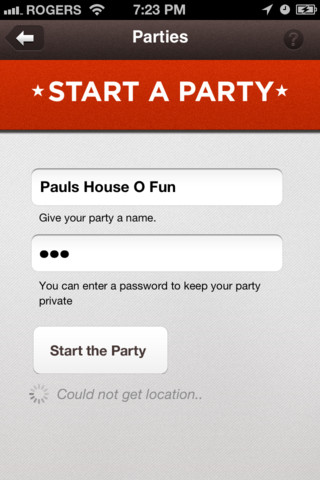 ROGERS 7:23 PM
Parties ?
START A PARTY
Pauls House O Fun
Give your party a name.
●●●
You can enter a password to keep your party
private
Start the Party
Could not get location..